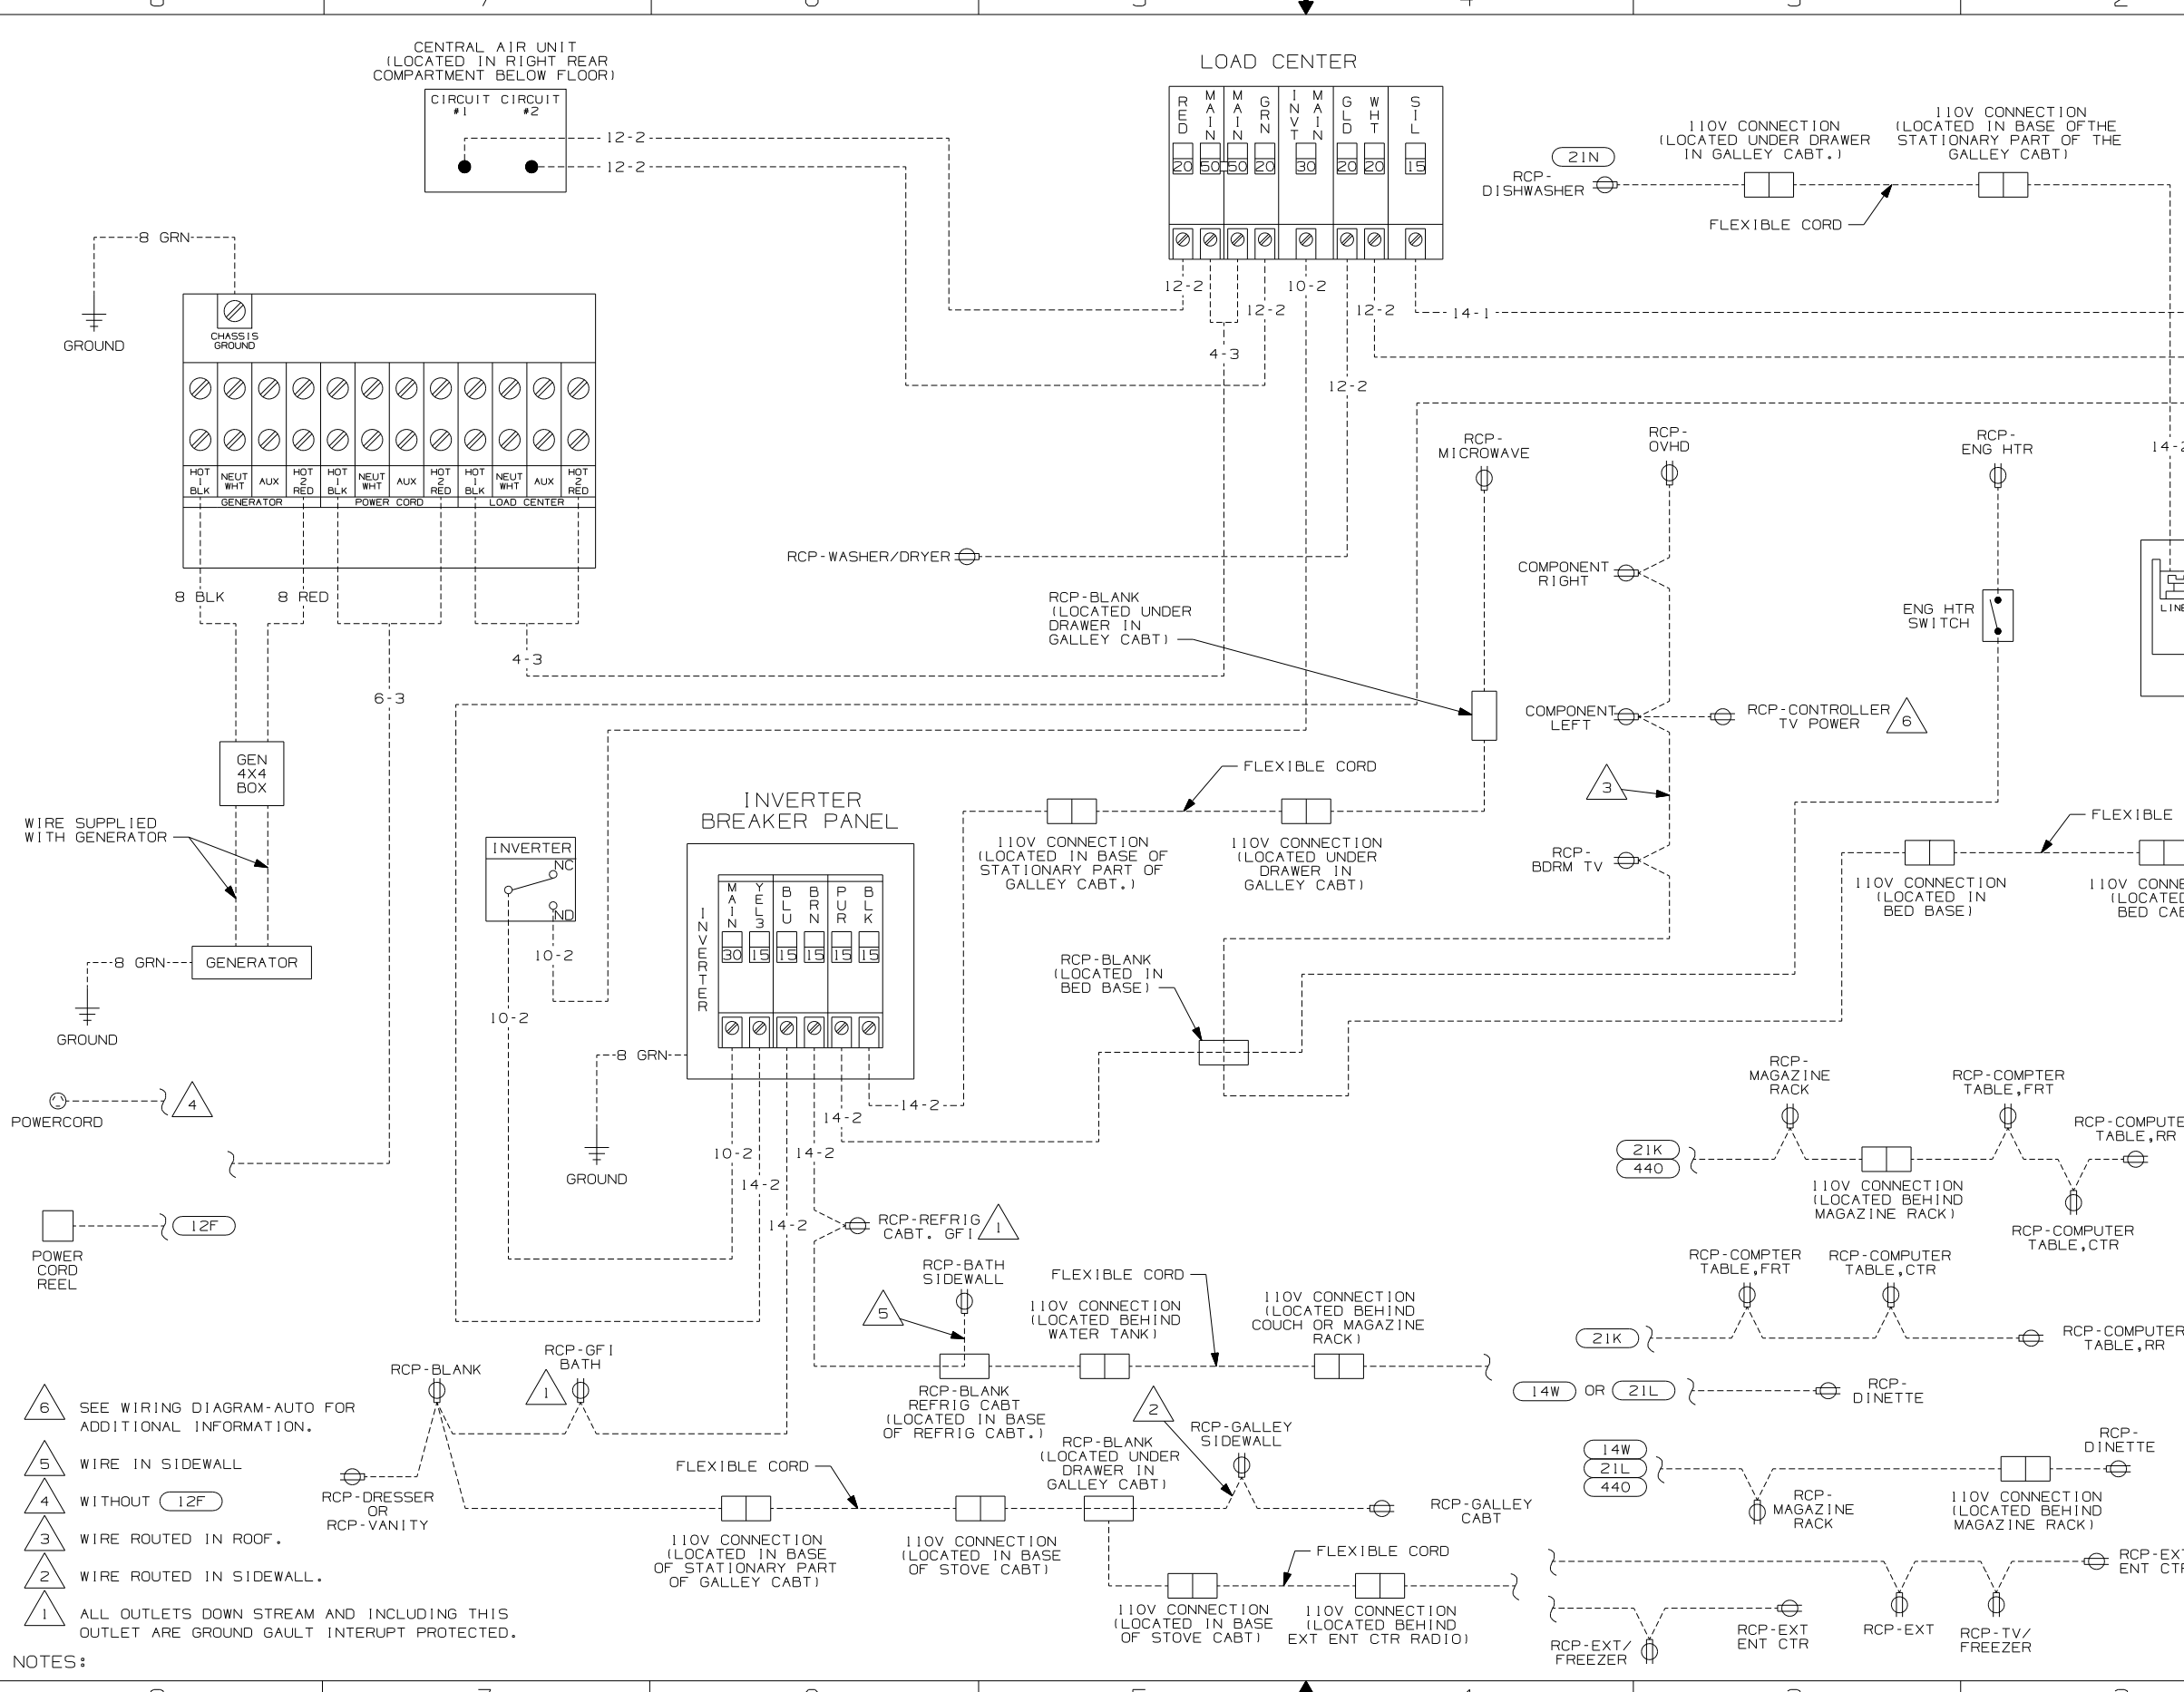 CENTRAL AIR UNIT
(LOCATED IN RIGHT REAR
COMPARTMENT BELOW FLOOR)
CIRCUIT CIRCUIT
#1 #2
12-2
12-2
LOAD CENTER
RED MAIN MAIN GRN INVT MAIN GLD WHT SIL
20 50 50 20 30 20 20 15
12-2
10-2
12-2
12-2
14-1
4-3
12-2
21N
RCP-
DISHWASHER
110V CONNECTION
(LOCATED UNDER DRAWER
IN GALLEY CABT.)
110V CONNECTION
(LOCATED IN BASE OFTHE
STATIONARY PART OF THE
GALLEY CABT)
FLEXIBLE CORD
8 GRN
GROUND
CHASSIS
GROUND
HOT 1 BLK
NEUT WHT
AUX
HOT 2 RED
HOT 1 BLK
NEUT WHT
AUX
HOT 2 RED
HOT 1 BLK
NEUT WHT
AUX
HOT 2 RED
GENERATOR
POWER CORD
LOAD CENTER
8 BLK
8 RED
4-3
6-3
GEN
4X4
BOX
WIRE SUPPLIED
WITH GENERATOR
8 GRN
GENERATOR
GROUND
POWERCORD
4
POWER
CORD
REEL
12F
RCP-WASHER/DRYER
RCP-BLANK
(LOCATED UNDER
DRAWER IN
GALLEY CABT)
RCP-
MICROWAVE
RCP-
OVHD
RCP-
ENG HTR
COMPONENT
RIGHT
ENG HTR
SWITCH
COMPONENT
LEFT
RCP-CONTROLLER
TV POWER
6
3
RCP-
BDRM TV
FLEXIBLE CORD
110V CONNECTION
(LOCATED IN BASE OF
STATIONARY PART OF
GALLEY CABT.)
110V CONNECTION
(LOCATED UNDER
DRAWER IN
GALLEY CABT)
FLEXIBLE
110V CONNECTION
(LOCATED IN
BED BASE)
INVERTER
NC
ND
10-2
10-2
INVERTER
BREAKER PANEL
INVERTER
MAIN YEL3 BLU BRN PUR BLK
30 15 15 15 15 15
8 GRN
GROUND
14-2
14-2
10-2
14-2
14-2
14-2
RCP-BLANK
(LOCATED IN
BED BASE)
RCP-REFRIG
CABT. GFI
1
RCP-BATH
SIDEWALL
5
FLEXIBLE CORD
110V CONNECTION
(LOCATED BEHIND
WATER TANK)
110V CONNECTION
(LOCATED BEHIND
COUCH OR MAGAZINE
RACK)
RCP-BLANK
REFRIG CABT
(LOCATED IN BASE
OF REFRIG CABT.)
RCP-BLANK
RCP-GFI
BATH
1
RCP-DRESSER
OR
RCP-VANITY
FLEXIBLE CORD
110V CONNECTION
(LOCATED IN BASE
OF STATIONARY PART
OF GALLEY CABT)
110V CONNECTION
(LOCATED IN BASE
OF STOVE CABT)
RCP-BLANK
(LOCATED UNDER
DRAWER IN
GALLEY CABT)
2
RCP-GALLEY
SIDEWALL
RCP-GALLEY
CABT
FLEXIBLE CORD
110V CONNECTION
(LOCATED IN BASE
OF STOVE CABT)
110V CONNECTION
(LOCATED BEHIND
EXT ENT CTR RADIO)
RCP-
MAGAZINE
RACK
RCP-COMPTER
TABLE,FRT
TABLE,RR
21K
440
110V CONNECTION
(LOCATED BEHIND
MAGAZINE RACK)
RCP-COMPUTER
TABLE,CTR
RCP-COMPTER
TABLE,FRT
RCP-COMPUTER
TABLE,CTR
21K
RCP-COMPUTER
TABLE,RR
14W OR 21L
RCP-
DINETTE
14W
21L
440
RCP-
MAGAZINE
RACK
110V CONNECTION
(LOCATED BEHIND
MAGAZINE RACK)
RCP-
DINETTE
RCP-EXT/
FREEZER
RCP-EXT
ENT CTR
RCP-EXT
RCP-TV/
FREEZER
6 SEE WIRING DIAGRAM-AUTO FOR
ADDITIONAL INFORMATION.
5 WIRE IN SIDEWALL
4 WITHOUT 12F
3 WIRE ROUTED IN ROOF.
2 WIRE ROUTED IN SIDEWALL.
1 ALL OUTLETS DOWN STREAM AND INCLUDING THIS
OUTLET ARE GROUND GAULT INTERUPT PROTECTED.
NOTES: